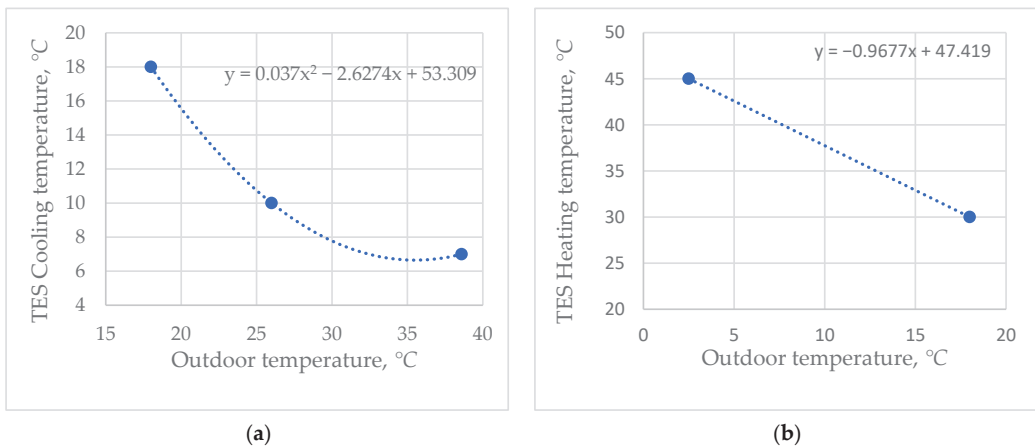 20
18
16
14
12
10
8
6
4
TES Cooling temperature, °C
y = 0.037x² − 2.6274x + 53.309
15 20 25 30 35 40
Outdoor temperature, °C
(a)
50
45
40
35
30
25
20
TES Heating temperature, °C
y = −0.9677x + 47.419
0 5 10 15 20
Outdoor temperature, °C
(b)